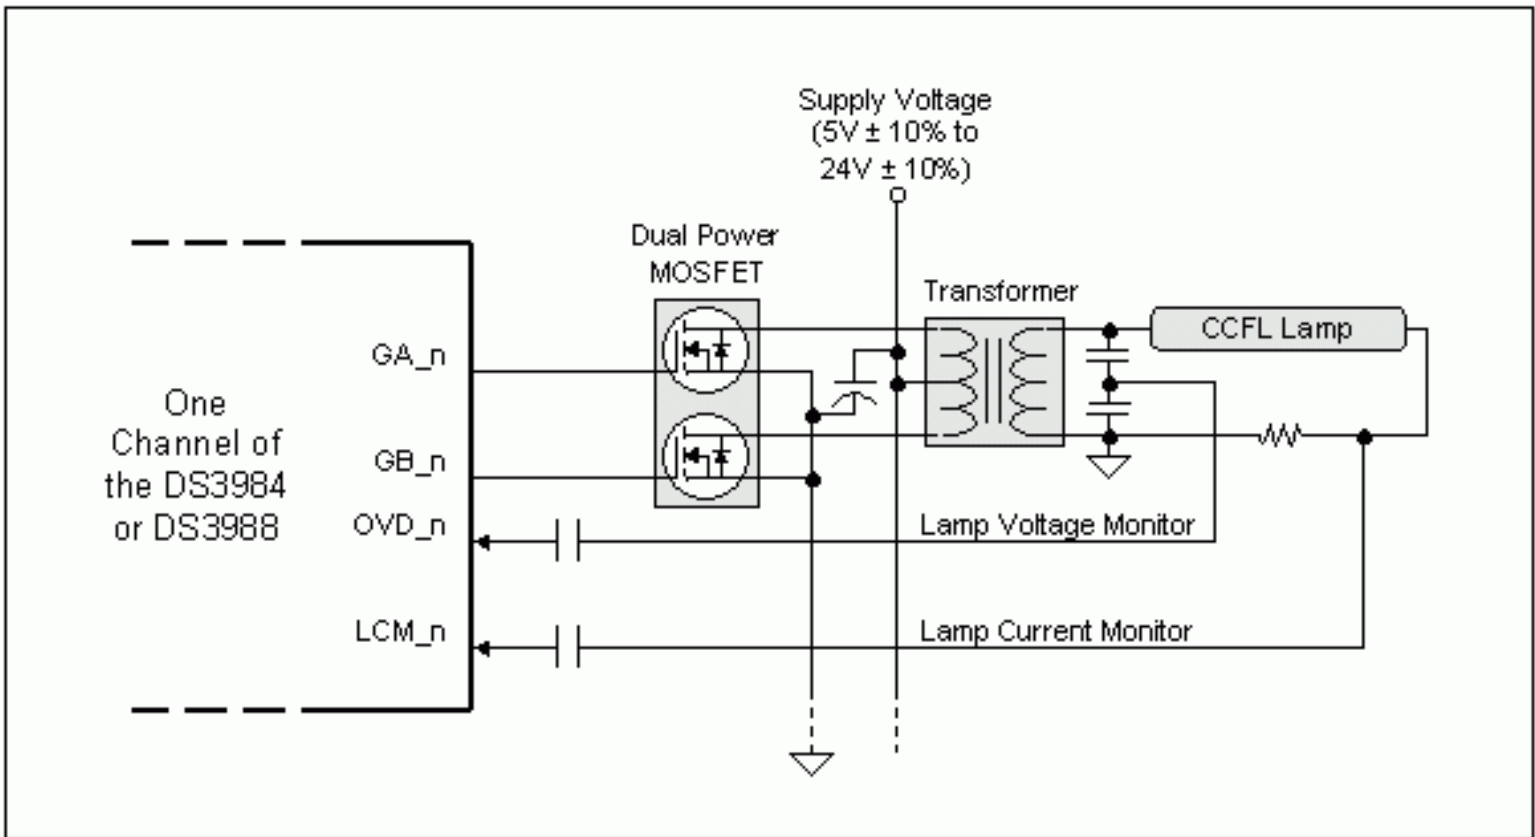 Supply Voltage
(5V ± 10% to
24V ± 10%)
Dual Power
MOSFET
Transformer
CCFL Lamp
GA_n
One
Channel of
the DS3984
or DS3988
GB_n
OVD_n
Lamp Voltage Monitor
LCM_n
Lamp Current Monitor